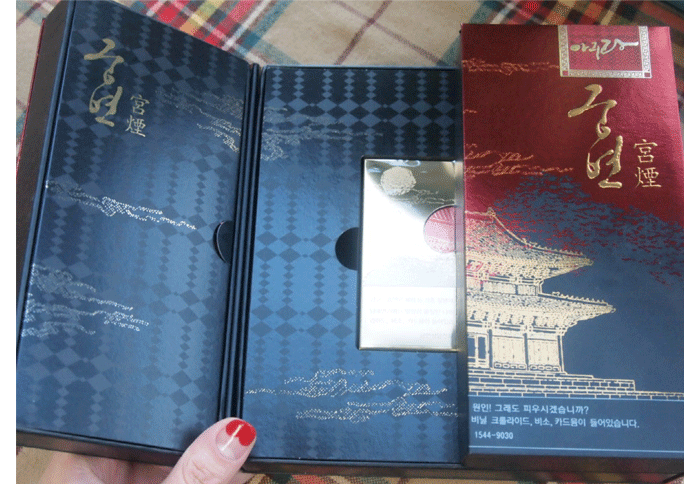 궁연
宮煙
아리랑
궁연
宮煙
원인! 그래도 피우시겠습니까?
비닐 크롤라이드, 비소, 카드뮴이 들어있습니다.
1544-9030